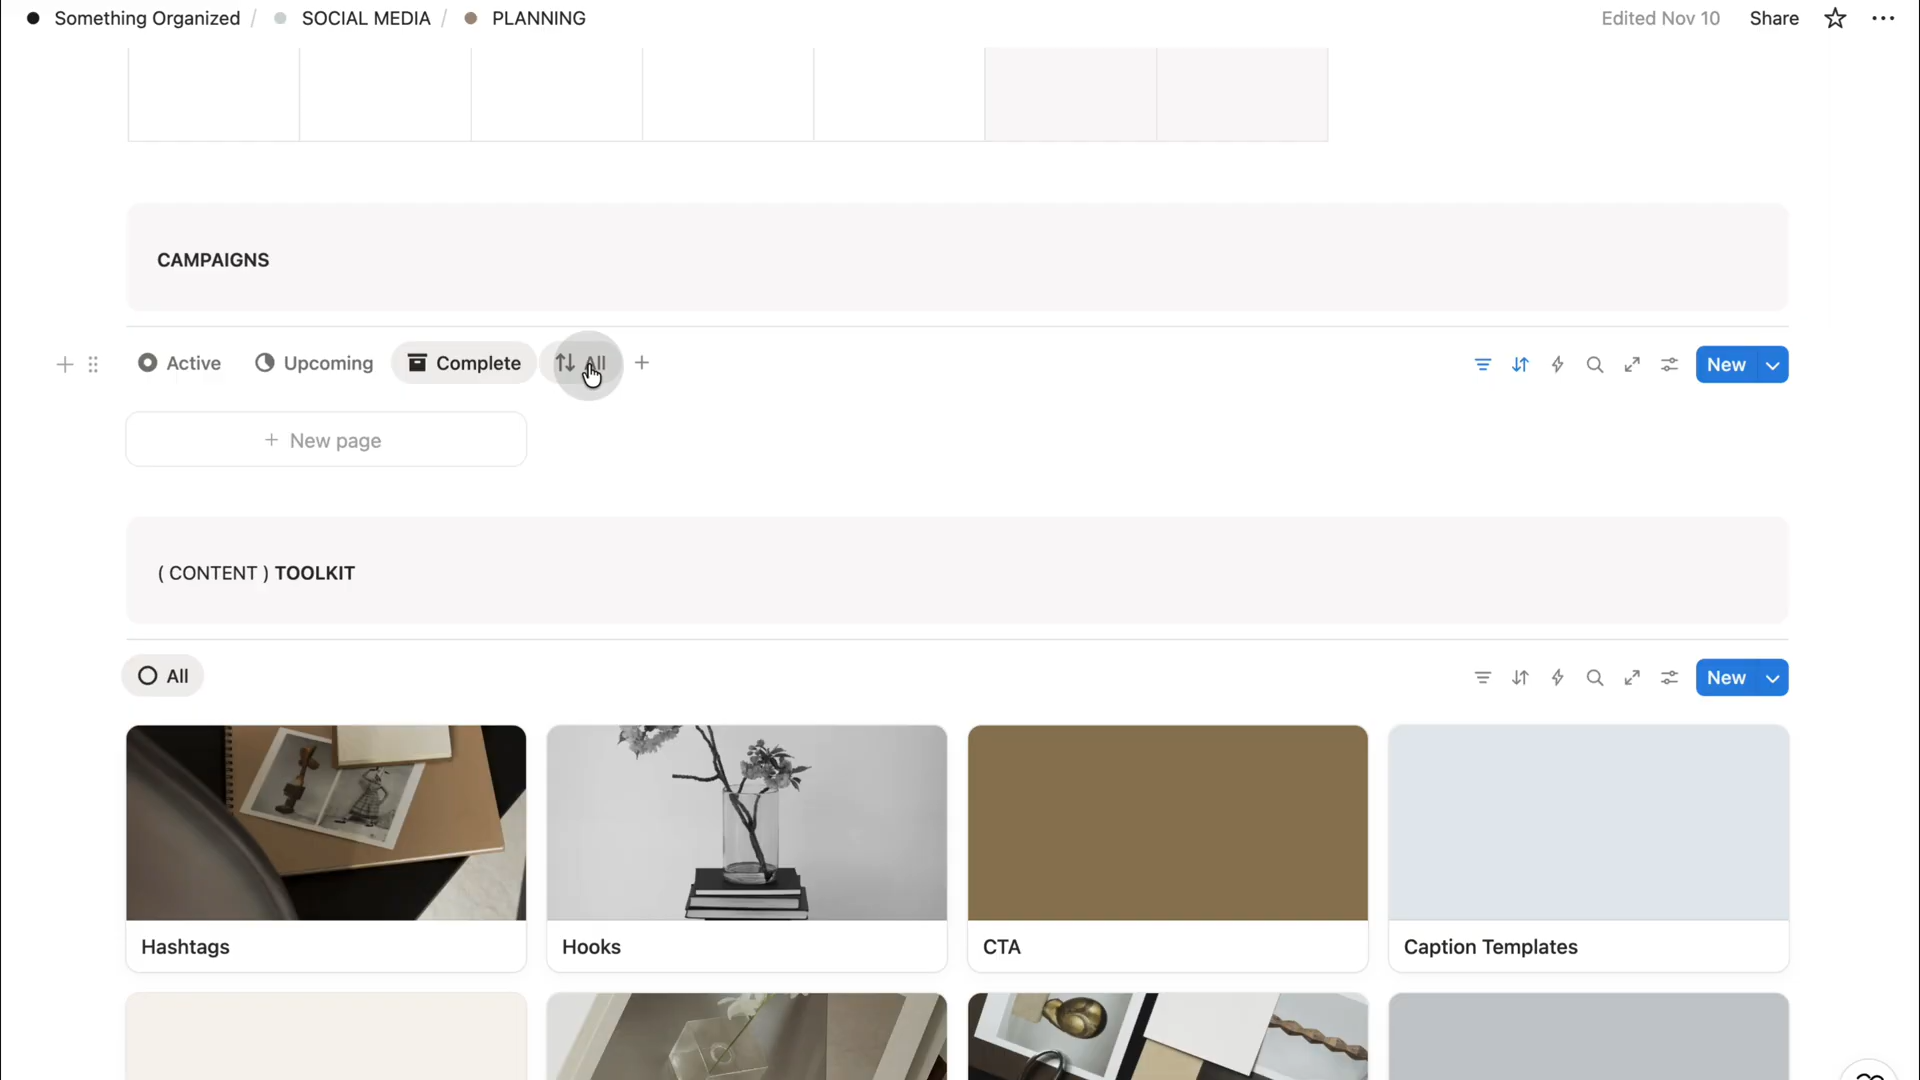 Something Organized / SOCIAL MEDIA / PLANNING
Edited Nov 10 Share
CAMPAIGNS
Active Upcoming Complete All
New
New page
( CONTENT ) TOOLKIT
All
New
Hashtags
Hooks
CTA
Caption Templates